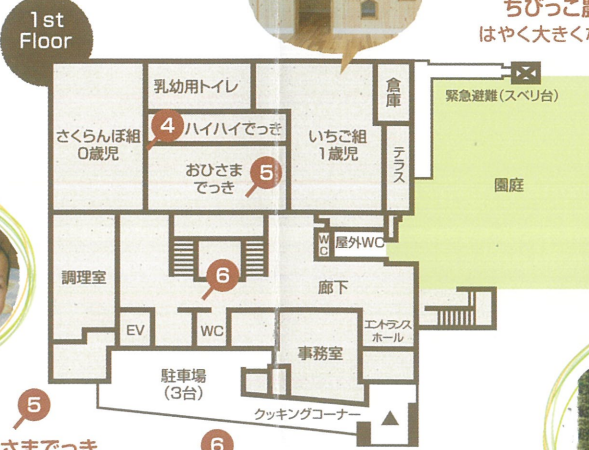 1st
Floor
ちびっこ農
はやく大きくな
乳幼用トイレ
倉庫
緊急避難(スベリ台)
さくらんぼ組
0歳児
4
ハイハイでっき
いちご組
1歳児
おひさま
でっき
5
テラス
園庭
WC
屋外WC
調理室
6
廊下
EV
WC
エントランス
ホール
事務室
駐車場
(3台)
クッキングコーナー
5
さまでっき
6